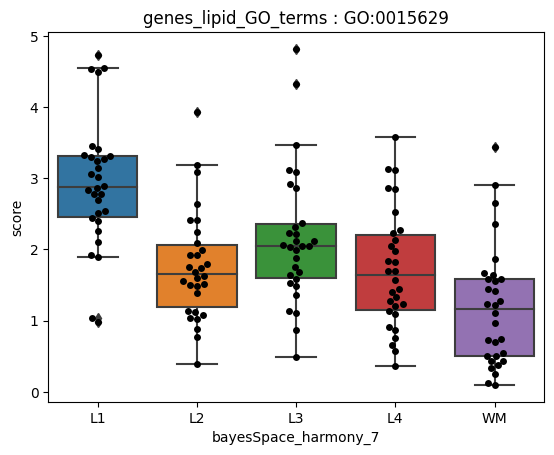 genes_lipid_GO_terms : GO:0015629
5
4
3
2
1
0
score
L1 L2 L3 L4 WM
bayesSpace_harmony_7